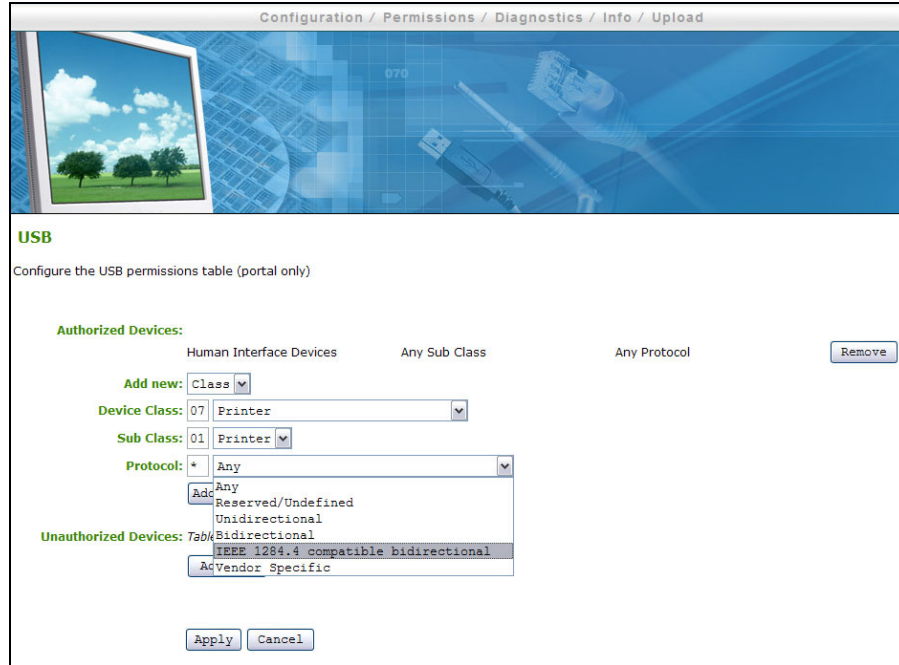 Configuration / Permissions / Diagnostics / Info / Upload
070
USB
Configure the USB permissions table (portal only)
Authorized Devices:
Human Interface Devices Any Sub Class Any Protocol Remove
Add new: Class
Device Class: 07 Printer
Sub Class: 01 Printer
Protocol: * Any
Any
Reserved/Undefined
Unidirectional
Bidirectional
IEEE 1284.4 compatible bidirectional
Vendor Specific
Unauthorized Devices:
Apply Cancel